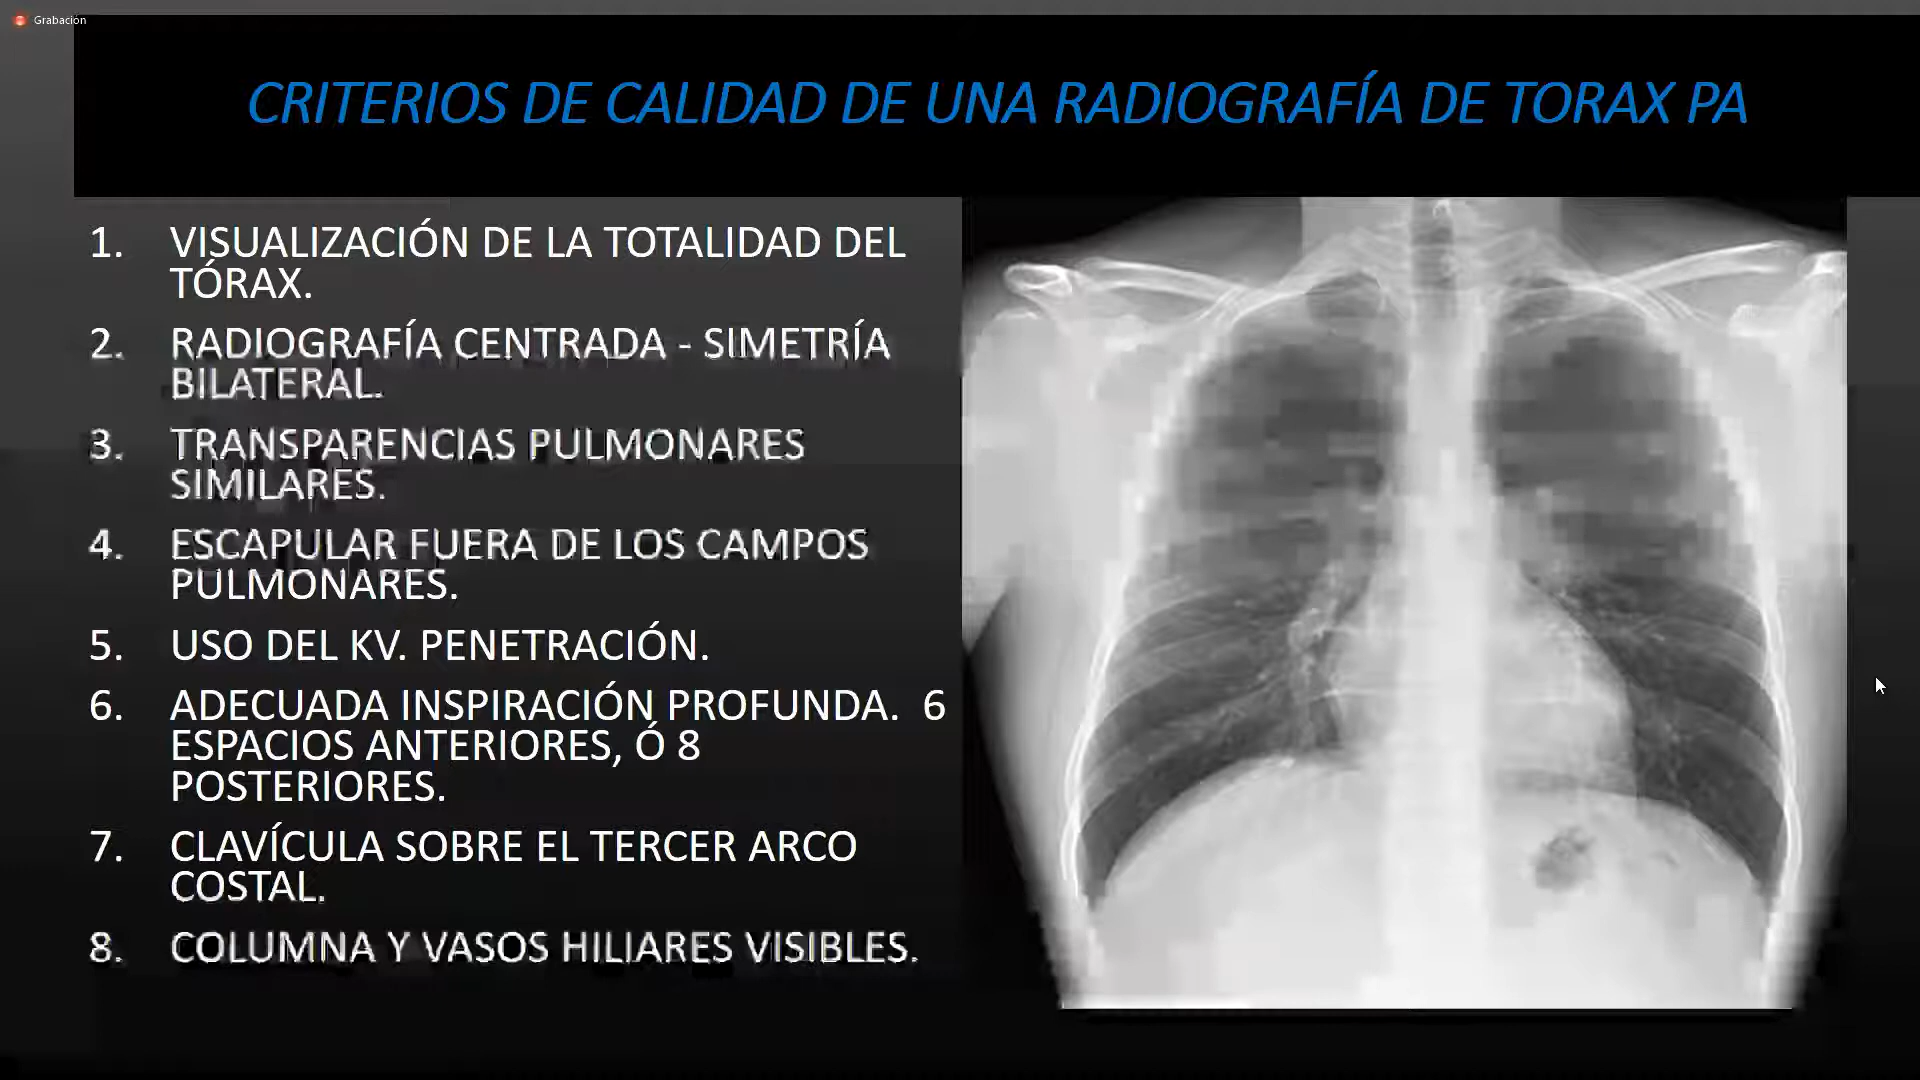 Grabación
CRITERIOS DE CALIDAD DE UNA RADIOGRAFÍA DE TORAX PA
1. VISUALIZACIÓN DE LA TOTALIDAD DEL
TÓRAX.
2. RADIOGRAFÍA CENTRADA - SIMETRÍA
BILATERAL.
3. TRANSPARENCIAS PULMONARES
SIMILARES.
4. ESCAPULAR FUERA DE LOS CAMPOS
PULMONARES.
5. USO DEL KV. PENETRACIÓN.
6. ADECUADA INSPIRACIÓN PROFUNDA. 6
ESPACIOS ANTERIORES, Ó 8
POSTERIORES.
7. CLAVÍCULA SOBRE EL TERCER ARCO
COSTAL.
8. COLUMNA Y VASOS HILIARES VISIBLES.